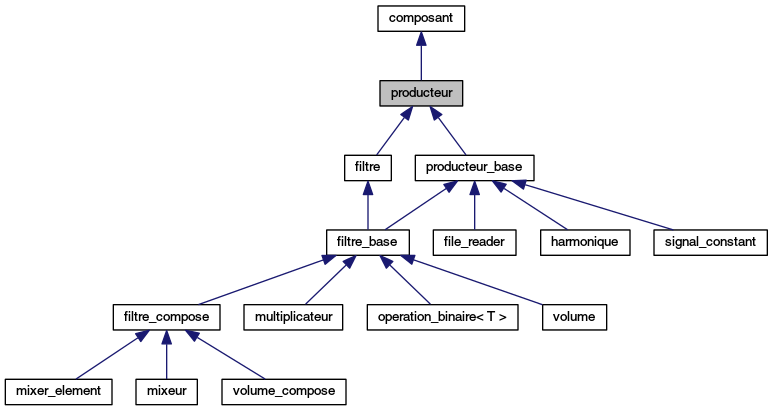 composant
producteur
filtre
producteur_base
filtre_base
file_reader
harmonique
signal_constant
filtre_compose
multiplicateur
operation_binaire< T >
volume
mixer_element
mixeur
volume_compose